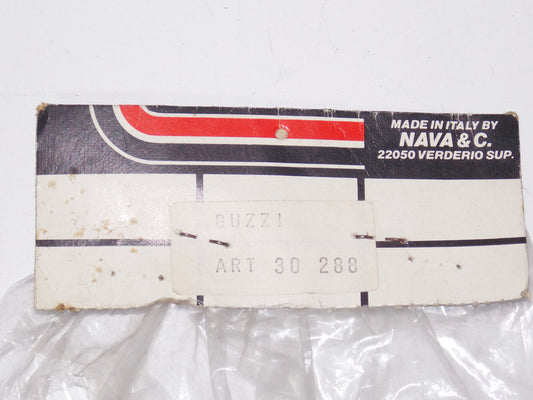 MADE IN ITALY BY
NAVA & C.
22050 VERDERIO SUP.
GUZZI
ART 30 288